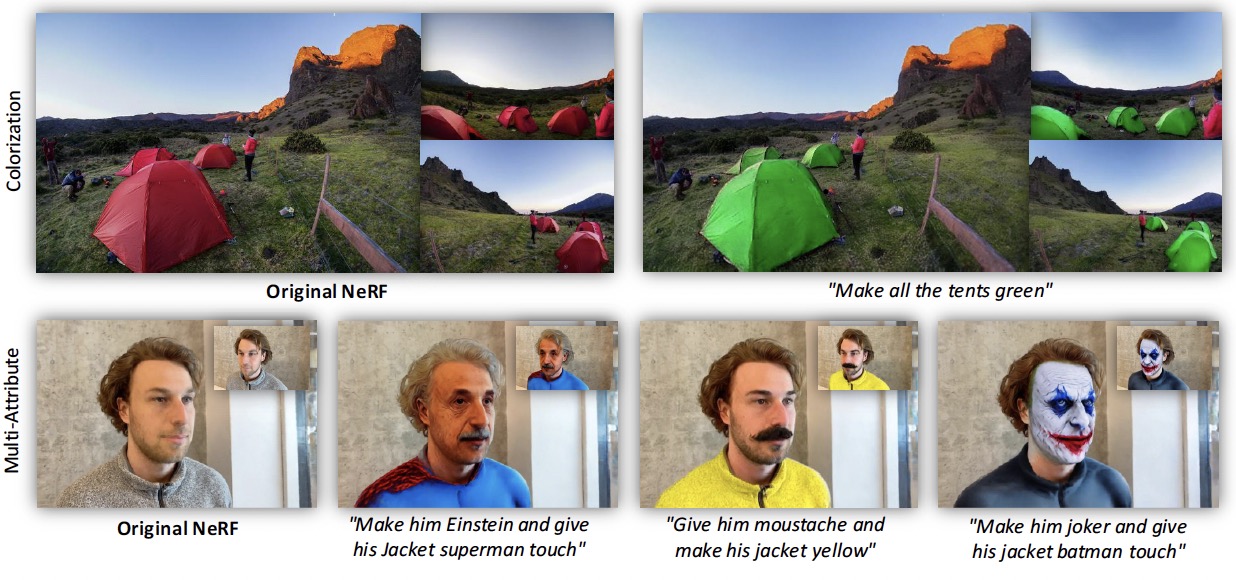 Colorization
Original NeRF
"Make all the tents green"
Multi-Attribute
Original NeRF
"Make him Einstein and give
his Jacket superman touch"
"Give him moustache and
make his jacket yellow"
"Make him joker and give
his jacket batman touch"